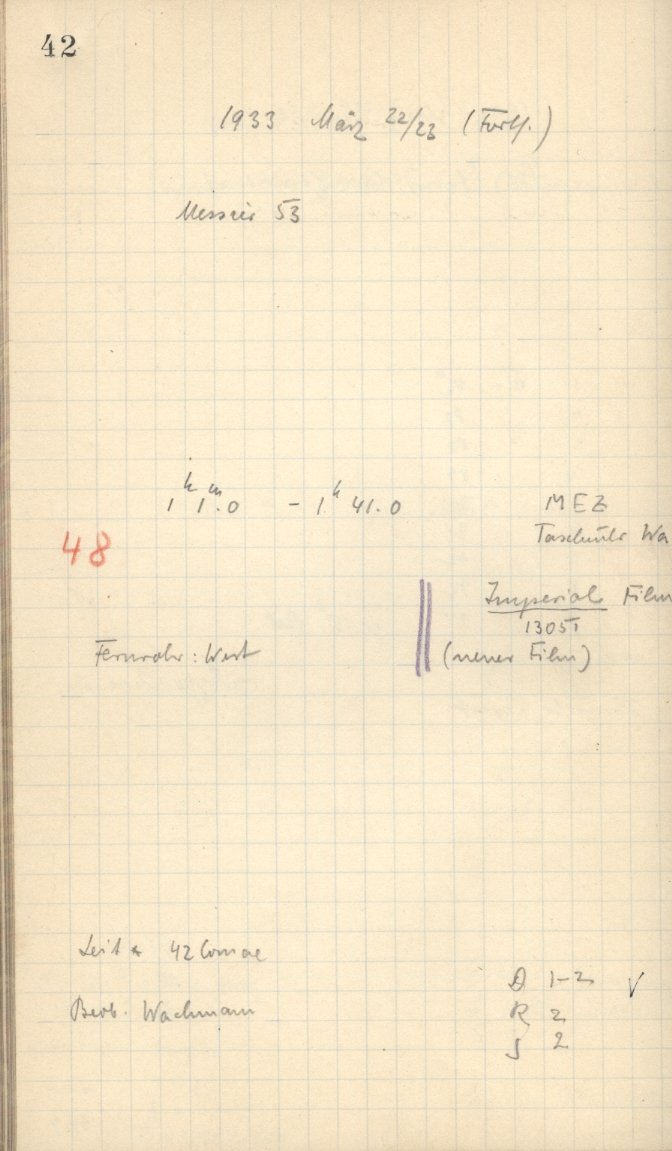 42
1933 März 22/23 (Forts.)
Messier 53
1h 1m.0 - 1h 41.0 MEZ
Taschenuhr Wa
48
Imperial Film
1305
Fernrohr: West (neuer Film)
Leit * 42 Comae
D 1-2 √
Beob. Wachmann
R 2
S 2